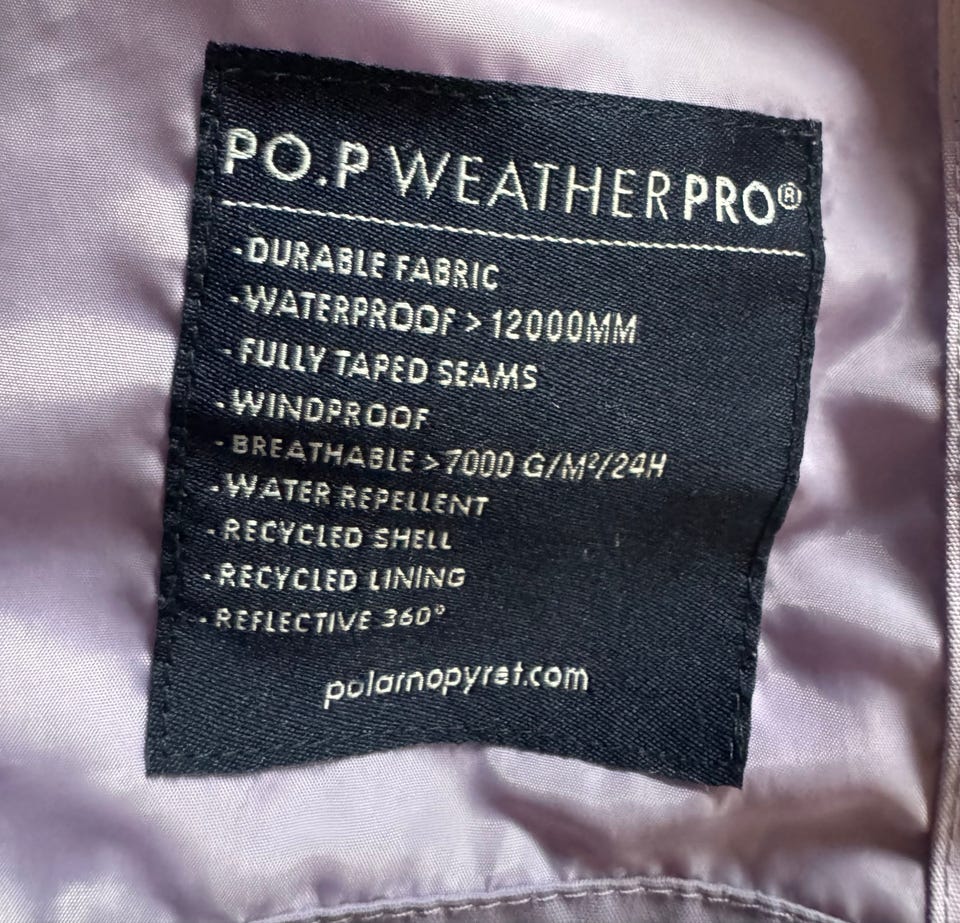 PO.P WEATHERPRO®
-DURABLE FABRIC
-WATERPROOF > 12000MM
- FULLY TAPED SEAMS
-WINDPROOF
- BREATHABLE > 7000 G/M²/24H
-WATER REPELLENT
-RECYCLED SHELL
-RECYCLED LINING
-REFLECTIVE 360°
polarnopyret.com